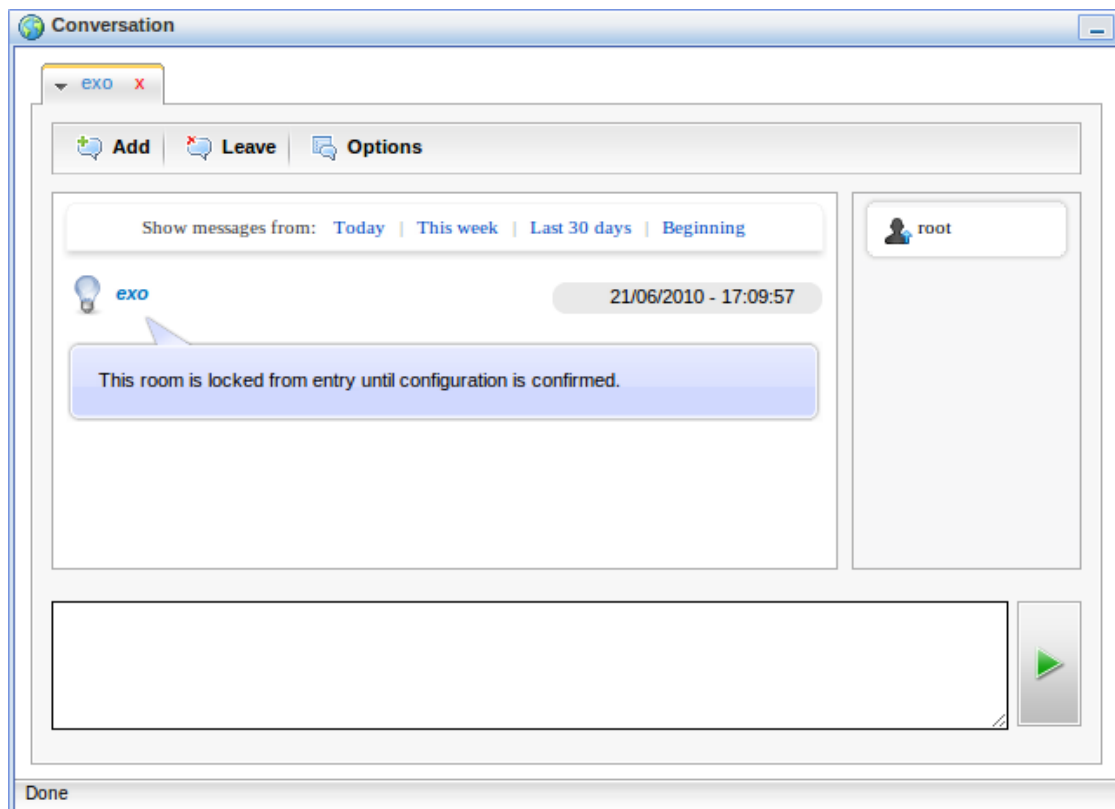 Conversation
exo x
Add Leave Options
Show messages from: Today | This week | Last 30 days | Beginning
root
exo 21/06/2010 - 17:09:57
This room is locked from entry until configuration is confirmed.
Done